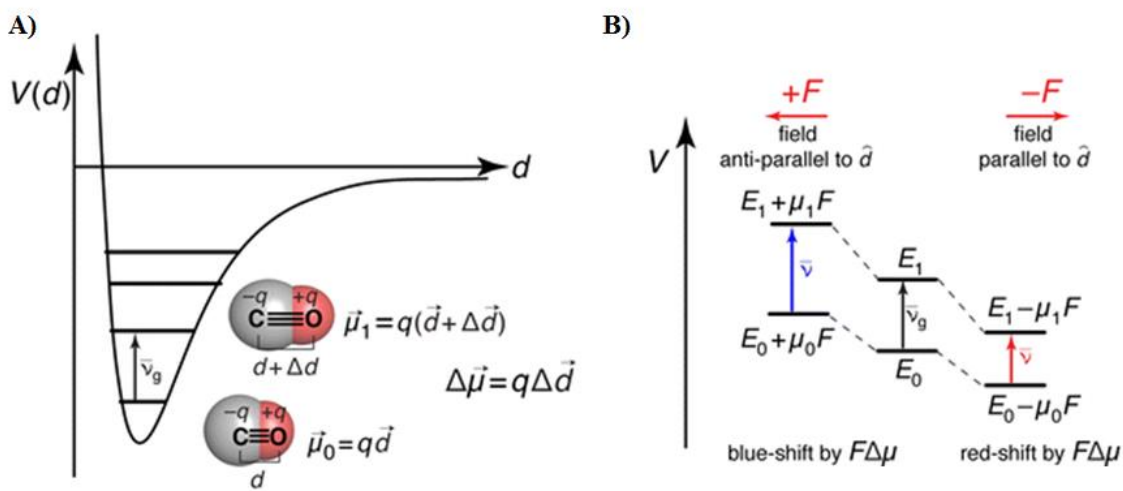 A)
V(d)
d
ν̄g
−q +q
C≡O
d+Δd
μ⃗₁=q(d⃗+Δd⃗)
Δμ⃗=qΔd⃗
−q +q
C≡O
d
μ⃗₀=qd⃗
B)
V
+F
field
anti-parallel to d̂
−F
field
parallel to d̂
E₁+μ₁F
ν̄
E₀+μ₀F
E₁
ν̄g
E₀
E₁−μ₁F
ν̄
E₀−μ₀F
blue-shift by FΔμ
red-shift by FΔμ